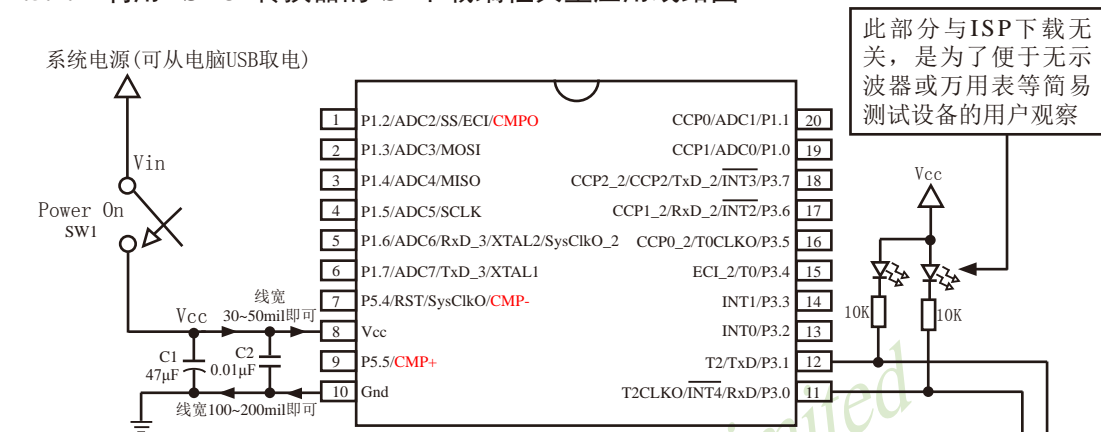 此部分与ISP下载无
关，是为了便于无示
波器或万用表等简易
测试设备的用户观察
系统电源(可从电脑USB取电)
Vin
Power On
SW1
Vcc
线宽
30~50mil即可
C1
47μF
C2
0.01μF
线宽100~200mil即可
1 P1.2/ADC2/SS/ECI/CMPO
2 P1.3/ADC3/MOSI
3 P1.4/ADC4/MISO
4 P1.5/ADC5/SCLK
5 P1.6/ADC6/RxD_3/XTAL2/SysClkO_2
6 P1.7/ADC7/TxD_3/XTAL1
7 P5.4/RST/SysClkO/CMP-
8 Vcc
9 P5.5/CMP+
10 Gnd
CCP0/ADC1/P1.1 20
CCP1/ADC0/P1.0 19
CCP2_2/CCP2/TxD_2/INT3/P3.7 18
CCP1_2/RxD_2/INT2/P3.6 17
CCP0_2/T0CLKO/P3.5 16
ECI_2/T0/P3.4 15
INT1/P3.3 14
INT0/P3.2 13
T2/TxD/P3.1 12
T2CLKO/INT4/RxD/P3.0 11
Vcc
10K
10K